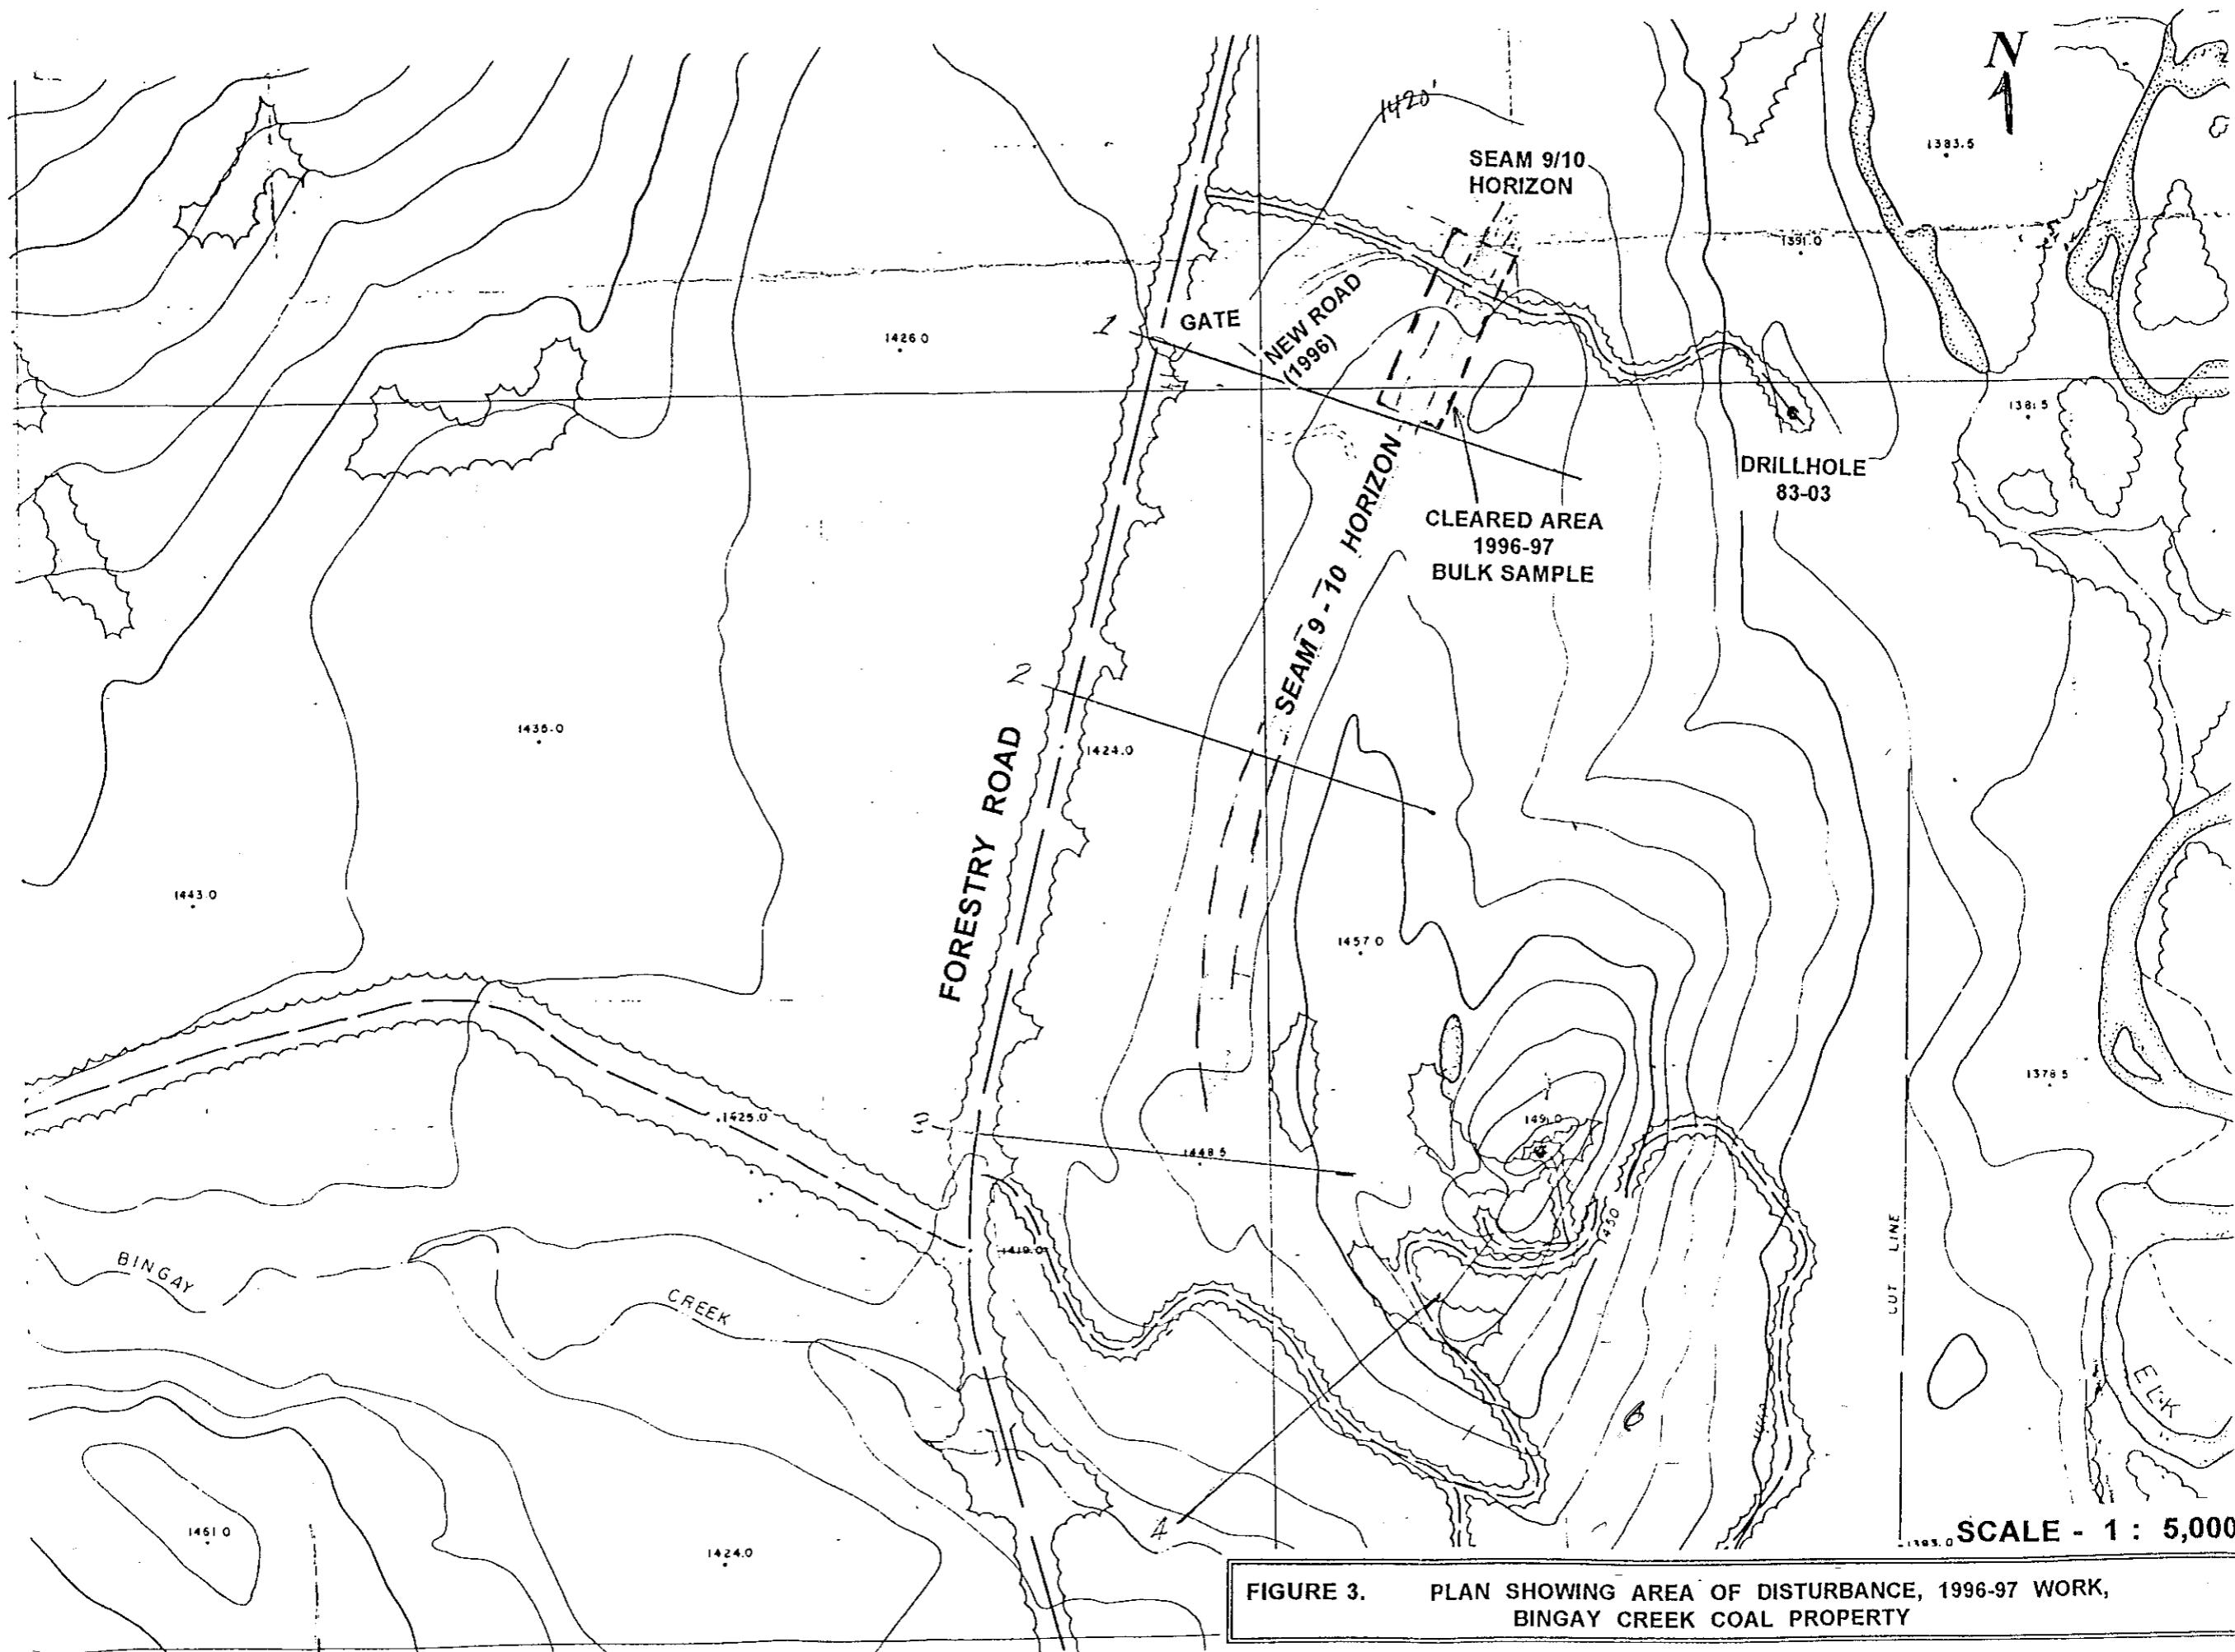 N
1420'
1383.5
SEAM 9/10
HORIZON
1391.0
GATE
NEW ROAD
(1996)
1
1426.0
1381.5
DRILLHOLE
83-03
SEAM 9 - 10 HORIZON
CLEARED AREA
1996-97
BULK SAMPLE
2
1435.0
1424.0
FORESTRY ROAD
1443.0
1457.0
1378.5
1425.0
3
1491.0
1448.5
1450
1419.0
CUT LINE
BINGAY
CREEK
ELK
4
1461.0
1424.0
1383.0
SCALE - 1 : 5,000
FIGURE 3. PLAN SHOWING AREA OF DISTURBANCE, 1996-97 WORK,
BINGAY CREEK COAL PROPERTY